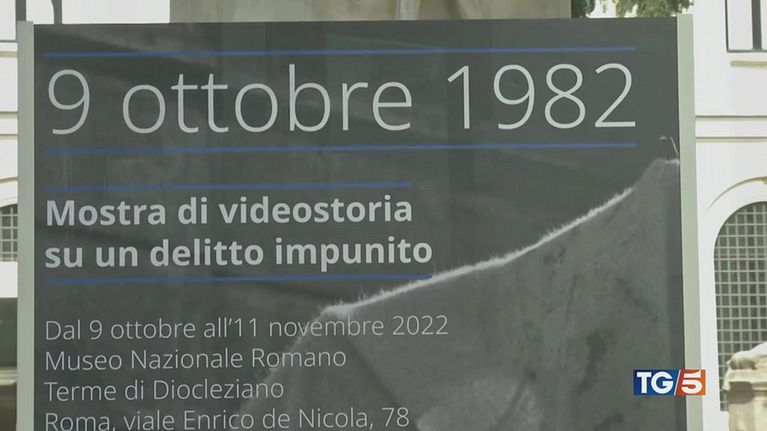 9 ottobre 1982
Mostra di videostoria
su un delitto impunito
Dal 9 ottobre all'11 novembre 2022
Museo Nazionale Romano
Terme di Diocleziano
Roma, viale Enrico de Nicola, 78
TG5